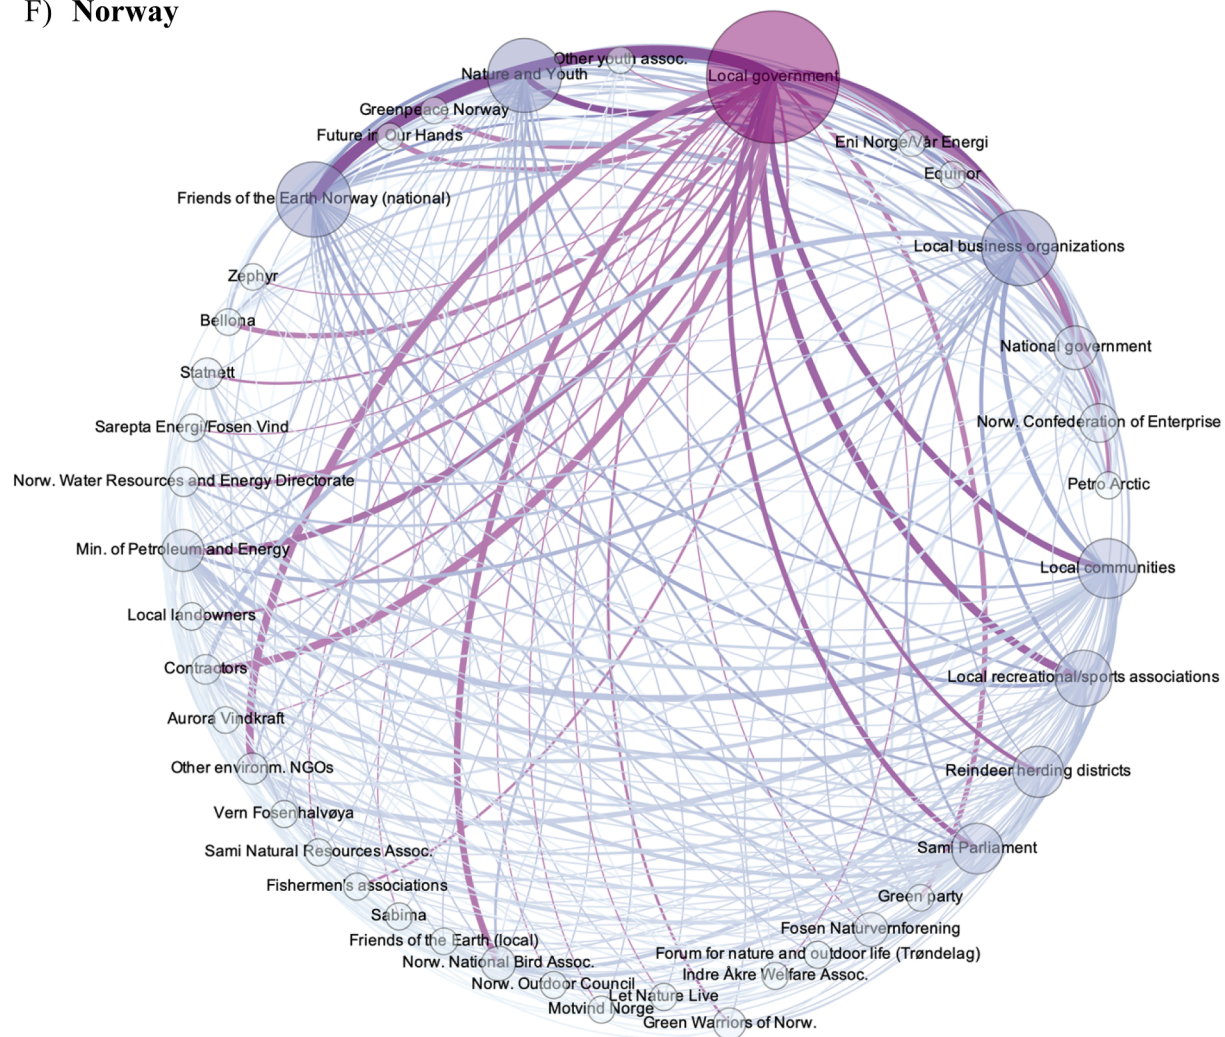 F) Norway
Other youth assoc.
Nature and Youth
Local government
Greenpeace Norway
Future in Our Hands
Eni Norge/Vår Energi
Equinor
Friends of the Earth Norway (national)
Local business organizations
Zephyr
Bellona
National government
Statnett
Sarepta Energi/Fosen Vind
Norw. Confederation of Enterprise
Norw. Water Resources and Energy Directorate
Petro Arctic
Min. of Petroleum and Energy
Local communities
Local landowners
Contractors
Local recreational/sports associations
Aurora Vindkraft
Other environm. NGOs
Reindeer herding districts
Vern Fosenhalvøya
Sami Natural Resources Assoc.
Sami Parliament
Fishermen's associations
Green party
Sabima
Fosen Naturvernforening
Friends of the Earth (local)
Forum for nature and outdoor life (Trøndelag)
Norw. National Bird Assoc.
Indre Åkre Welfare Assoc.
Norw. Outdoor Council
Let Nature Live
Motvind Norge
Green Warriors of Norw.